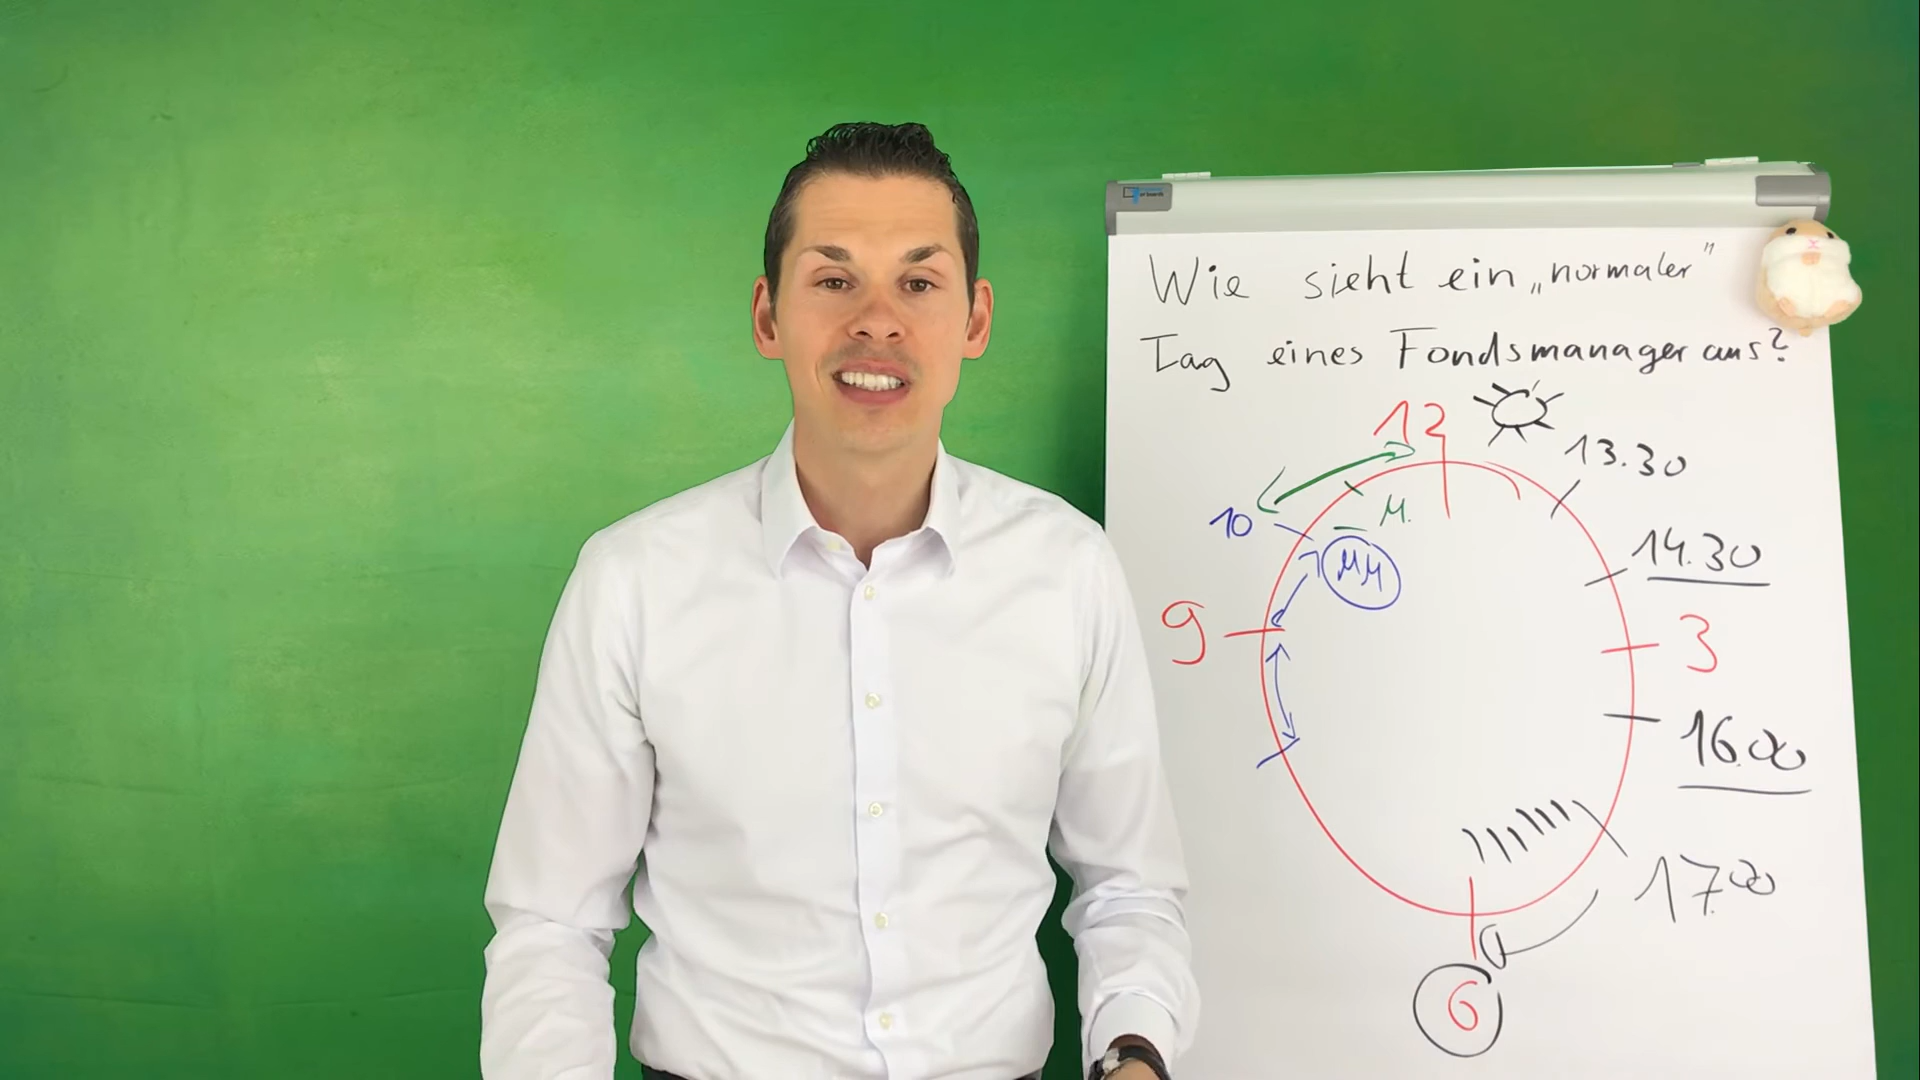 Wie sieht ein „normaler"
Tag eines Fondsmanager aus?
12
13.30
10
M.
14.30
MM
9
3
16.00
17.00
6